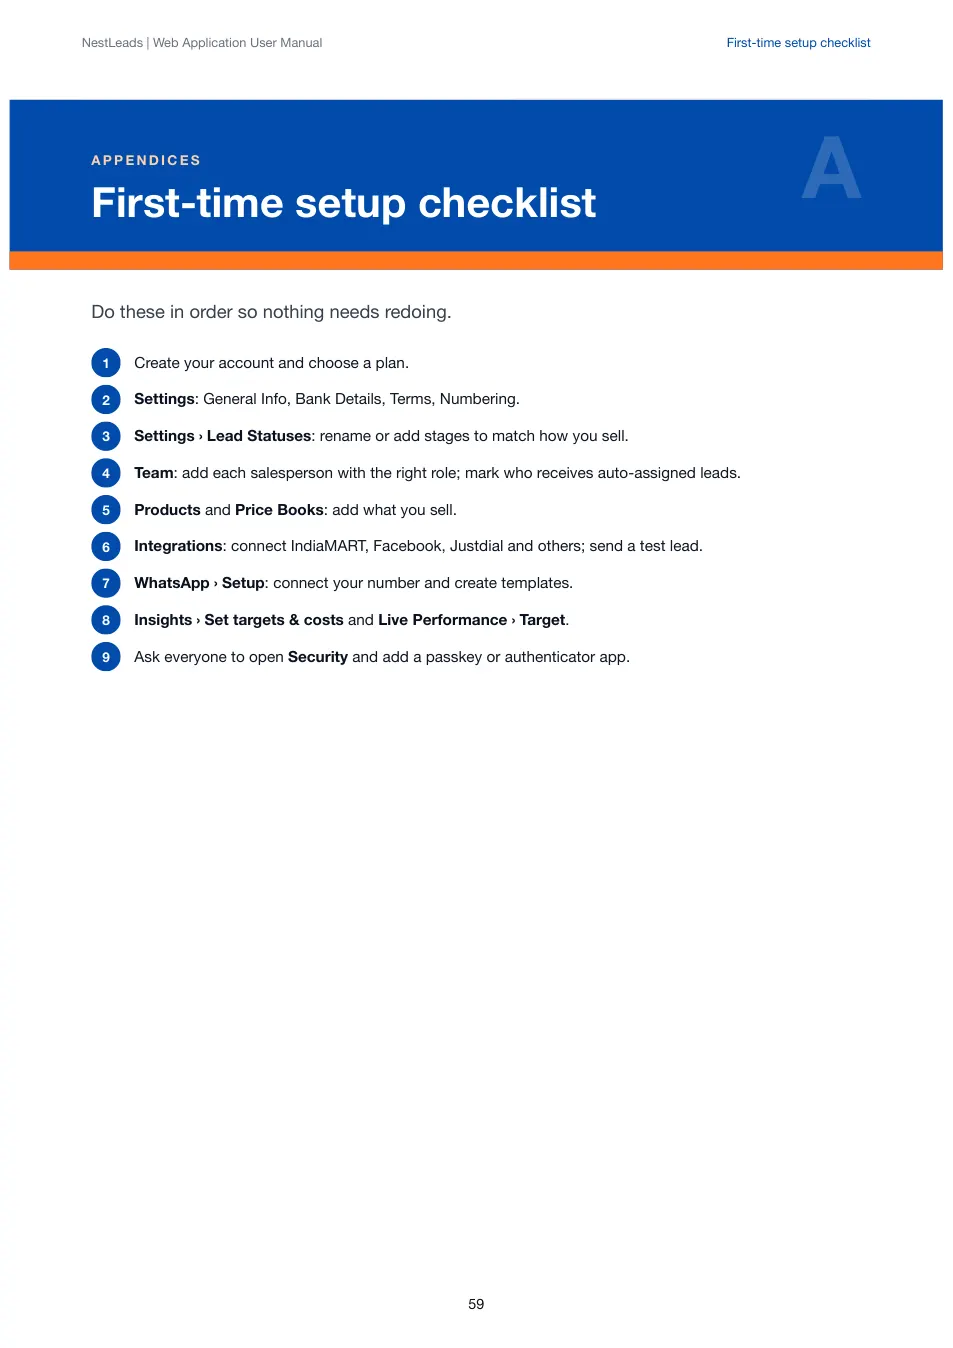 NestLeads | Web Application User Manual
First-time setup checklist
APPENDICES
A
First-time setup checklist
Do these in order so nothing needs redoing.
1 Create your account and choose a plan.
2 Settings: General Info, Bank Details, Terms, Numbering.
3 Settings › Lead Statuses: rename or add stages to match how you sell.
4 Team: add each salesperson with the right role; mark who receives auto-assigned leads.
5 Products and Price Books: add what you sell.
6 Integrations: connect IndiaMART, Facebook, Justdial and others; send a test lead.
7 WhatsApp › Setup: connect your number and create templates.
8 Insights › Set targets & costs and Live Performance › Target.
9 Ask everyone to open Security and add a passkey or authenticator app.
59